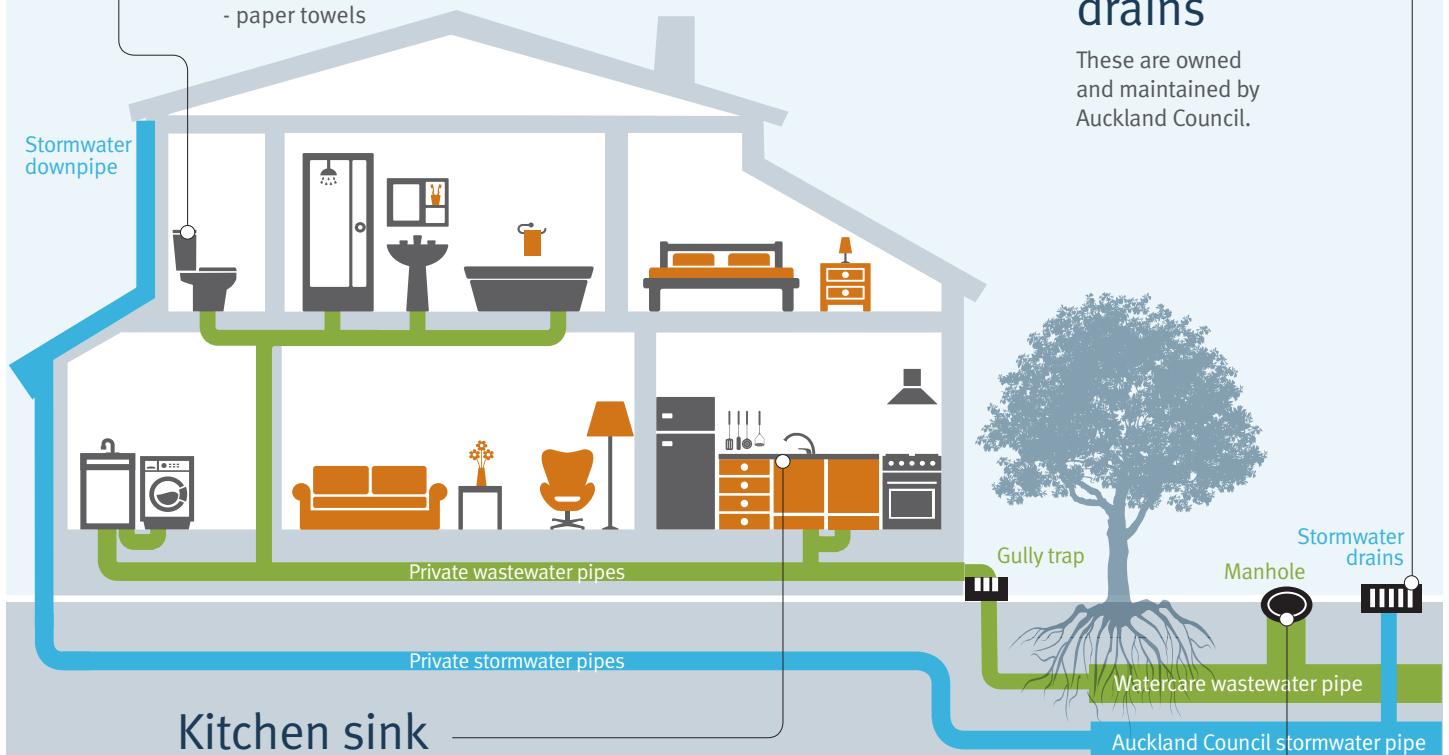 - paper towels
drains
These are owned
and maintained by
Auckland Council.
Stormwater
downpipe
Gully trap
Manhole
Stormwater
drains
Private wastewater pipes
Private stormwater pipes
Watercare wastewater pipe
Auckland Council stormwater pipe
Kitchen sink